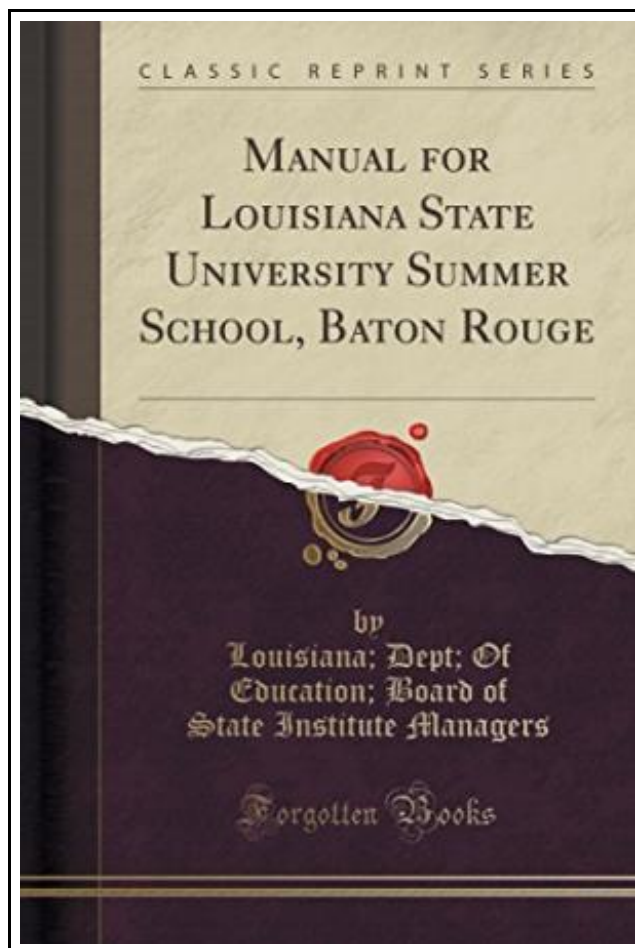 CLASSIC REPRINT SERIES
MANUAL FOR
LOUISIANA STATE
UNIVERSITY SUMMER
SCHOOL, BATON ROUGE
by
Louisiana; Dept; Of
Education; Board of
State Institute Managers
Forgotten Books